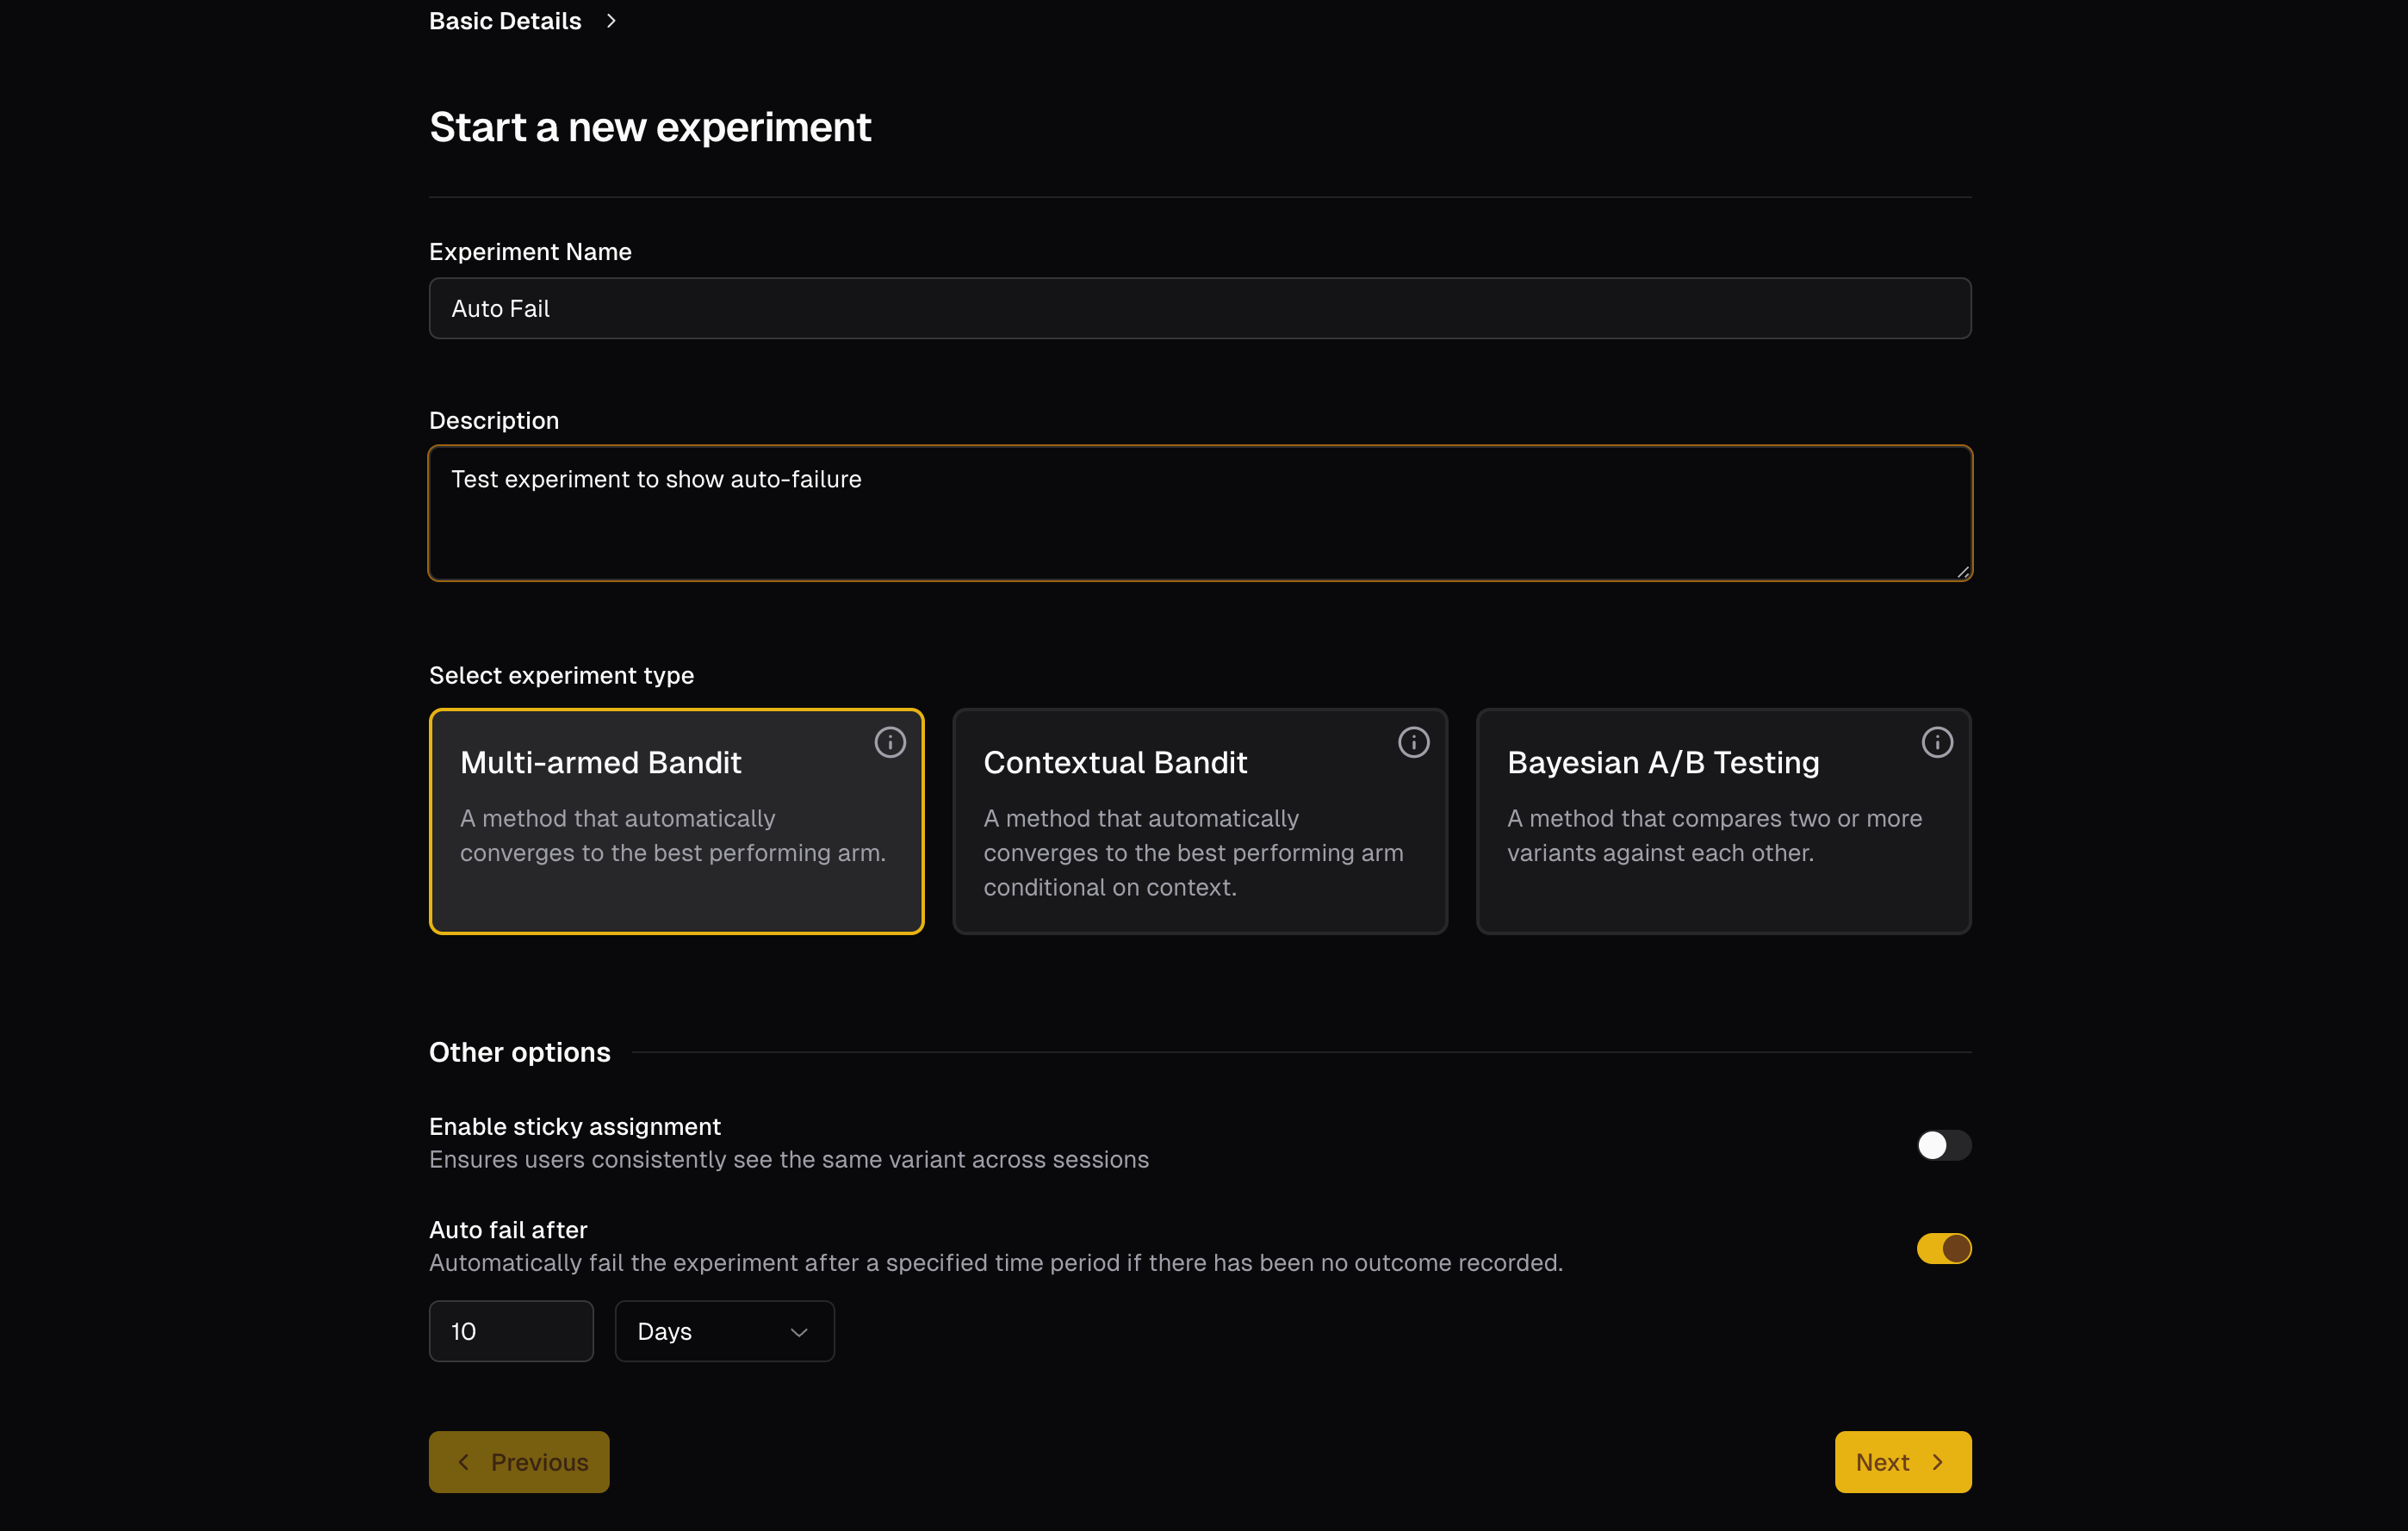 Basic Details
Start a new experiment
Experiment Name
Auto Fail
Description
Test experiment to show auto-failure
Select experiment type
Multi-armed Bandit
A method that automatically
converges to the best performing arm.
Contextual Bandit
A method that automatically
converges to the best performing arm
conditional on context.
Bayesian A/B Testing
A method that compares two or more
variants against each other.
Other options
Enable sticky assignment
Ensures users consistently see the same variant across sessions
Auto fail after
Automatically fail the experiment after a specified time period if there has been no outcome recorded.
10
Days
Previous
Next